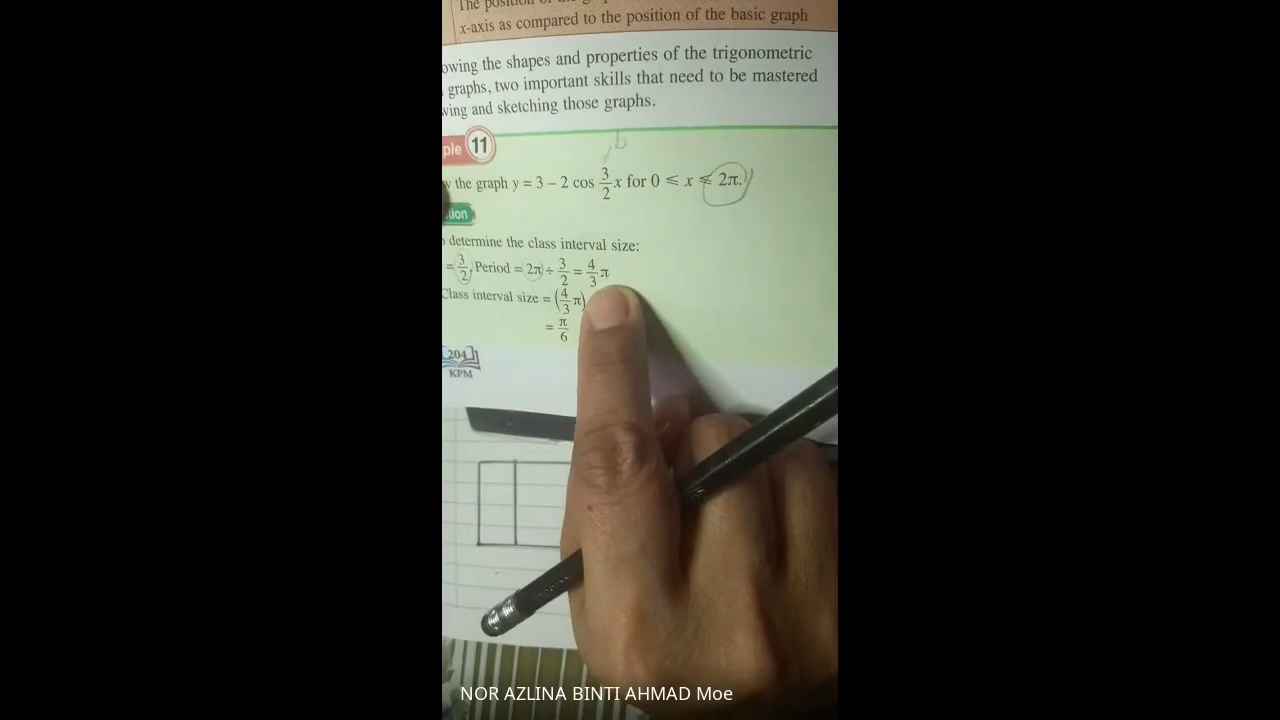 The position of the
x-axis as compared to the position of the basic graph
owing the shapes and properties of the trigonometric
graphs, two important skills that need to be mastered
ving and sketching those graphs.
ple 11
b
the graph y = 3 – 2 cos 3/2 x for 0 ⩽ x ⩽ 2π.
tion
determine the class interval size:
= 3/2, Period = 2π ÷ 3/2 = 4/3 π
Class interval size = (4/3 π)
= π/6
204
KPM
NOR AZLINA BINTI AHMAD Moe